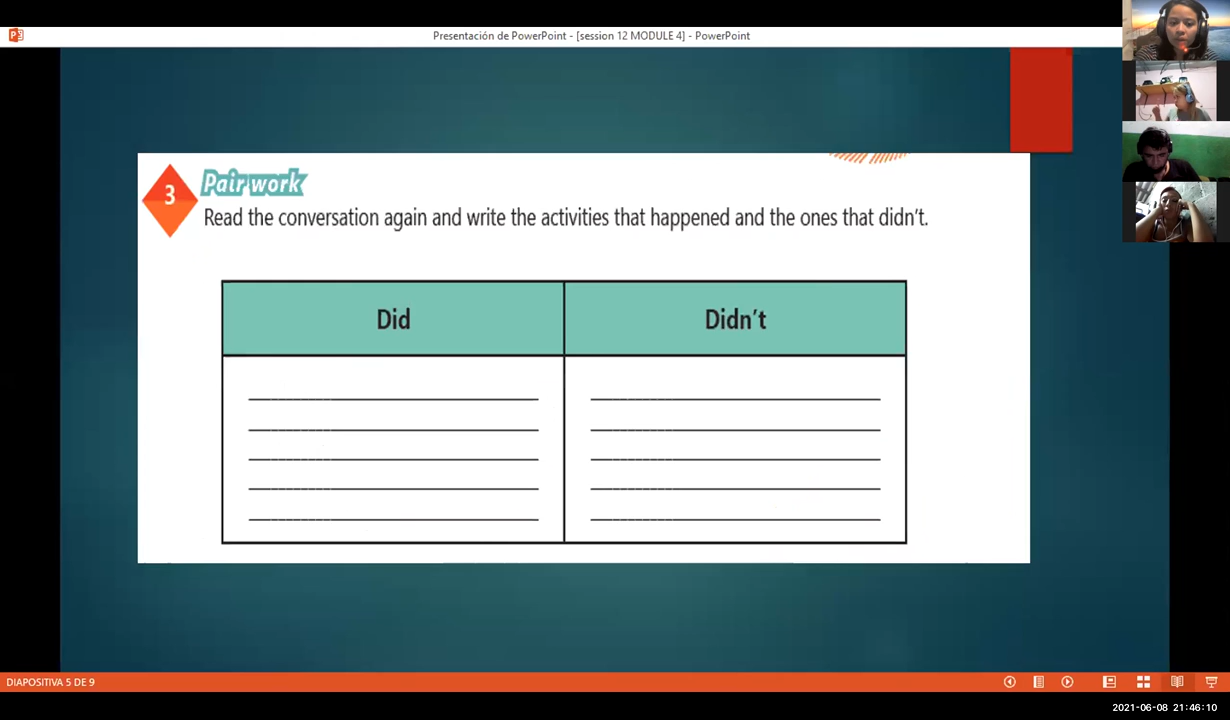 Presentación de PowerPoint - [session 12 MODULE 4] - PowerPoint
3
Pair work
Read the conversation again and write the activities that happened and the ones that didn't.
Did
Didn't
DIAPOSITIVA 5 DE 9
2021-06-08 21:46:10